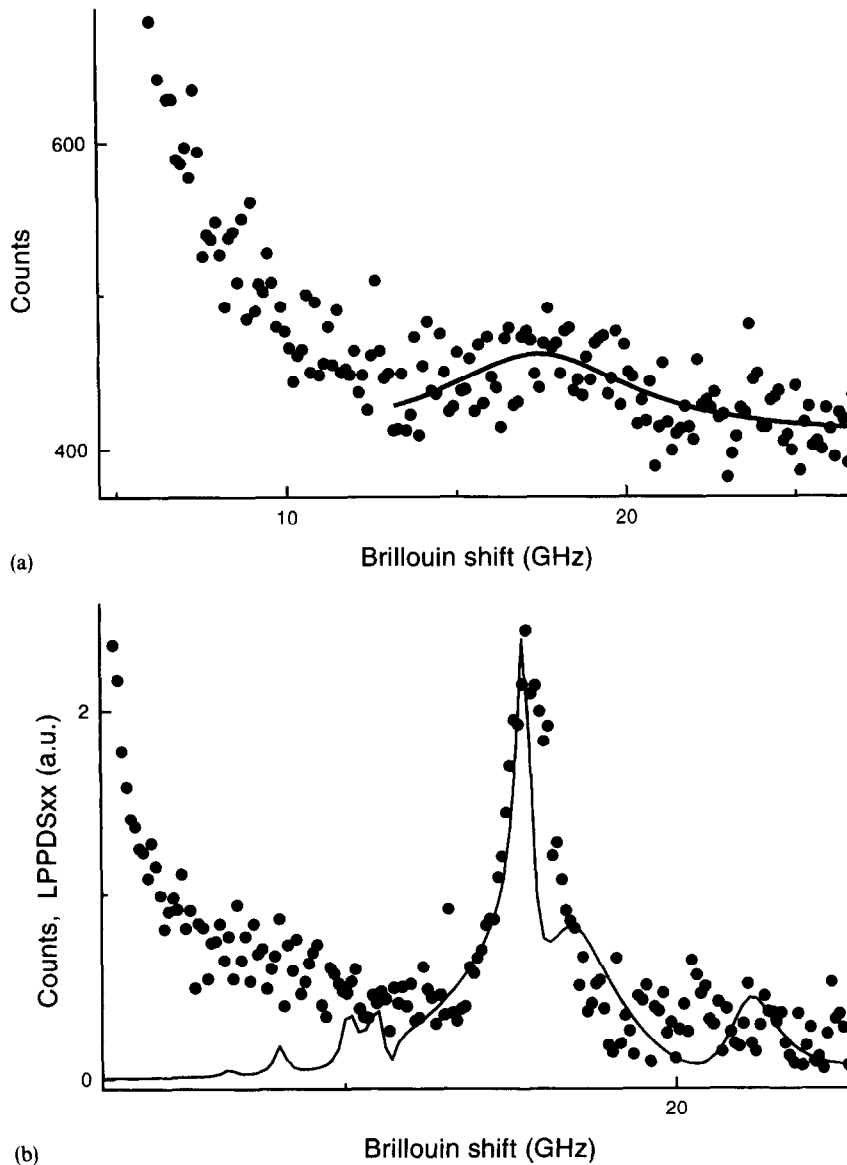 600
Counts
400
10
20
(a)
Brillouin shift (GHz)
2
Counts, LPPDSxx (a.u.)
0
20
(b)
Brillouin shift (GHz)